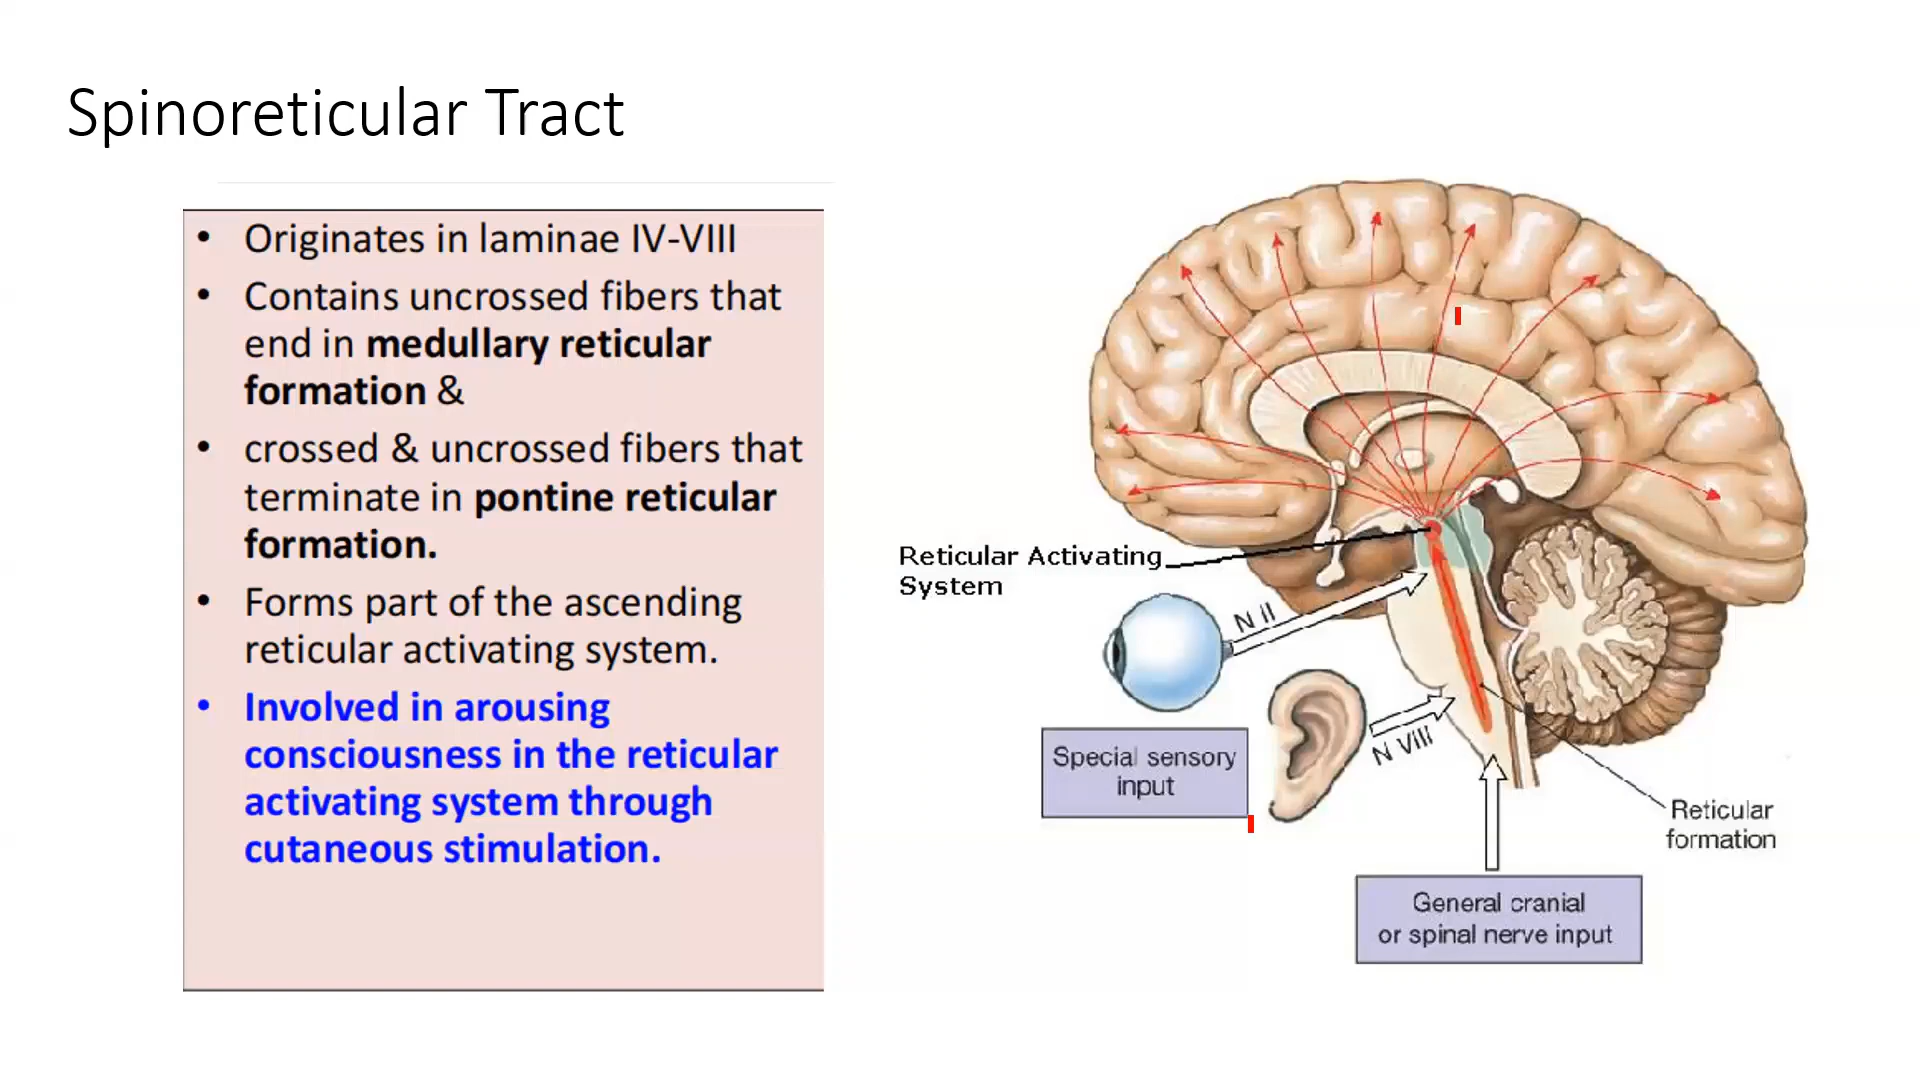 Spinoreticular Tract
• Originates in laminae IV-VIII
• Contains uncrossed fibers that
end in medullary reticular
formation &
• crossed & uncrossed fibers that
terminate in pontine reticular
formation.
• Forms part of the ascending
reticular activating system.
• Involved in arousing
consciousness in the reticular
activating system through
cutaneous stimulation.
Reticular Activating
System
N II
N VIII
Special sensory
input
Reticular
formation
General cranial
or spinal nerve input